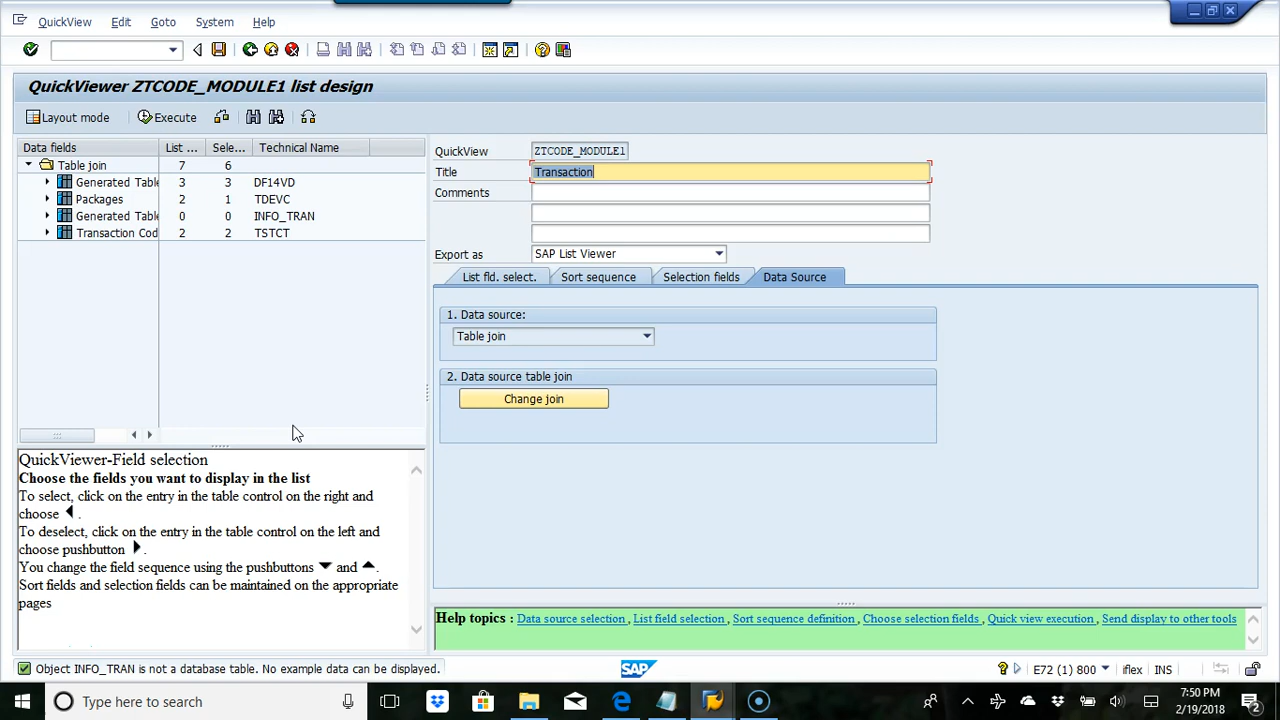 QuickView Edit Goto System Help
QuickViewer ZTCODE_MODULE1 list design
Layout mode Execute
Data fields List ... Sele... Technical Name
Table join 7 6
Generated Table 3 3 DF14VD
Packages 2 1 TDEVC
Generated Table 0 0 INFO_TRAN
Transaction Cod 2 2 TSTCT
QuickView ZTCODE_MODULE1
Title Transaction
Comments
Export as SAP List Viewer
List fld. select. Sort sequence Selection fields Data Source
1. Data source:
Table join
2. Data source table join
Change join
QuickViewer-Field selection
Choose the fields you want to display in the list
To select, click on the entry in the table control on the right and
choose .
To deselect, click on the entry in the table control on the left and
choose pushbutton .
You change the field sequence using the pushbuttons and .
Sort fields and selection fields can be maintained on the appropriate
pages
Help topics : Data source selection , List field selection , Sort sequence definition , Choose selection fields , Quick view execution , Send display to other tools
Object INFO_TRAN is not a database table. No example data can be displayed.
SAP
E72 (1) 800 iflex INS
Type here to search
7:50 PM
2/19/2018
2